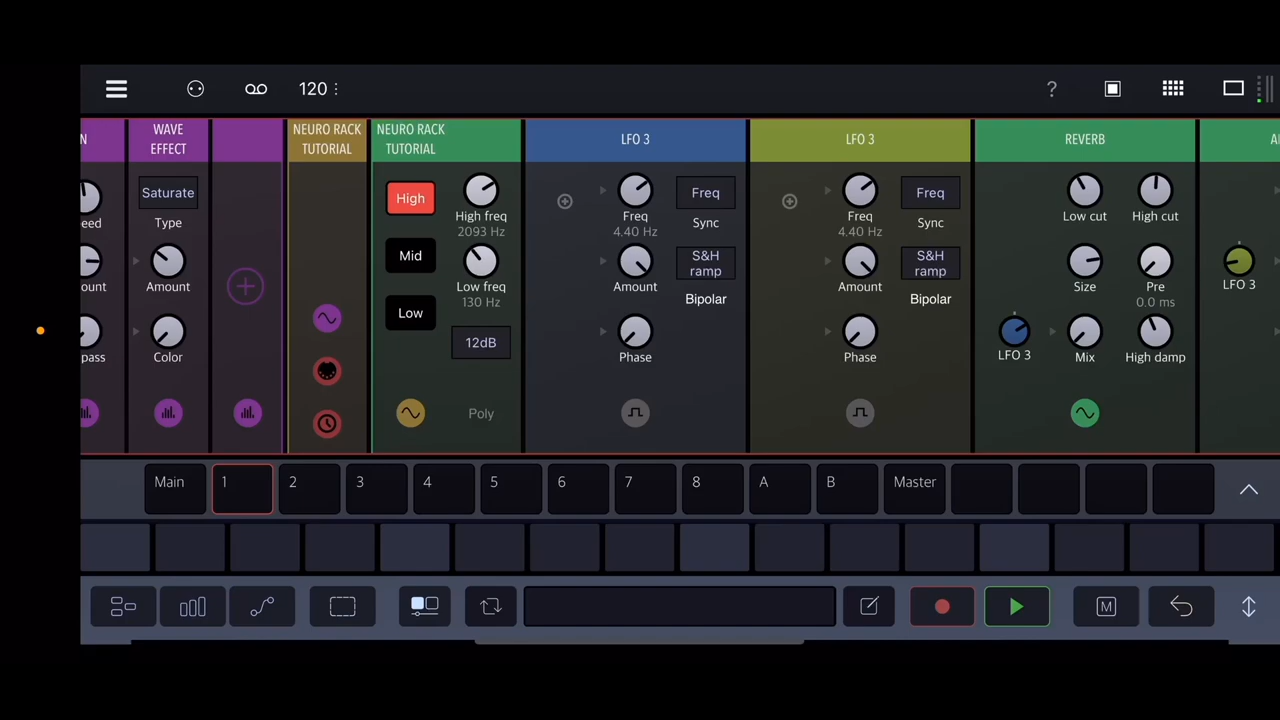 120
?
N
WAVE
EFFECT
NEURO RACK
TUTORIAL
NEURO RACK
TUTORIAL
LFO 3
LFO 3
REVERB
Saturate
Type
eed
Amount
ount
Color
pass
High
Mid
Low
High freq
2093 Hz
Low freq
130 Hz
12dB
Poly
Freq
4.40 Hz
Amount
Phase
Freq
Sync
S&H
ramp
Bipolar
Freq
4.40 Hz
Amount
Phase
Freq
Sync
S&H
ramp
Bipolar
LFO 3
Low cut
High cut
Size
Pre
0.0 ms
Mix
High damp
LFO 3
Main
1
2
3
4
5
6
7
8
A
B
Master
M